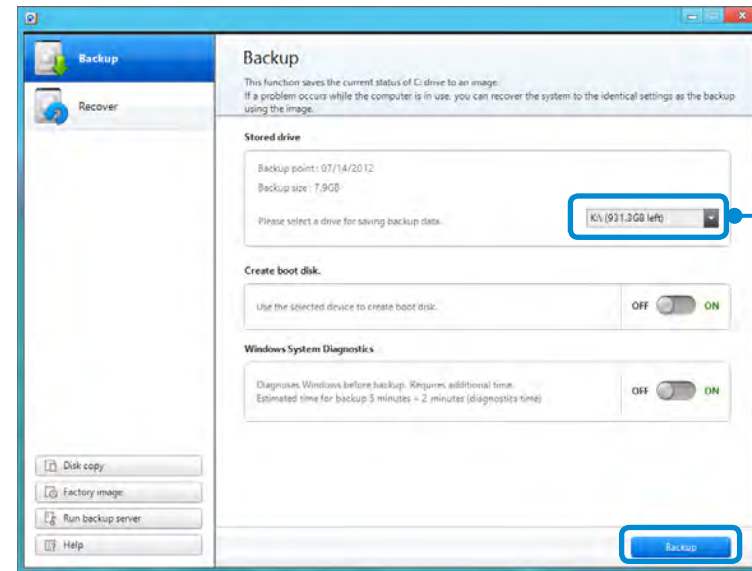 Backup
Recover
Disk copy
Factory image
Run backup server
Help
Backup
This function saves the current status of C: drive to an image.
If a problem occurs while the computer is in use, you can recover the system to the identical settings as the backup
using the image.
Stored drive
Backup point : 07/14/2012
Backup size : 7.9GB
Please select a drive for saving backup data.
K:\ (931.3GB left)
Create boot disk.
Use the selected device to create boot disk.
OFF ON
Windows System Diagnostics
Diagnoses Windows before backup. Requires additional time.
Estimated time for backup 5 minutes + 2 minutes (diagnostics time)
OFF ON
Backup